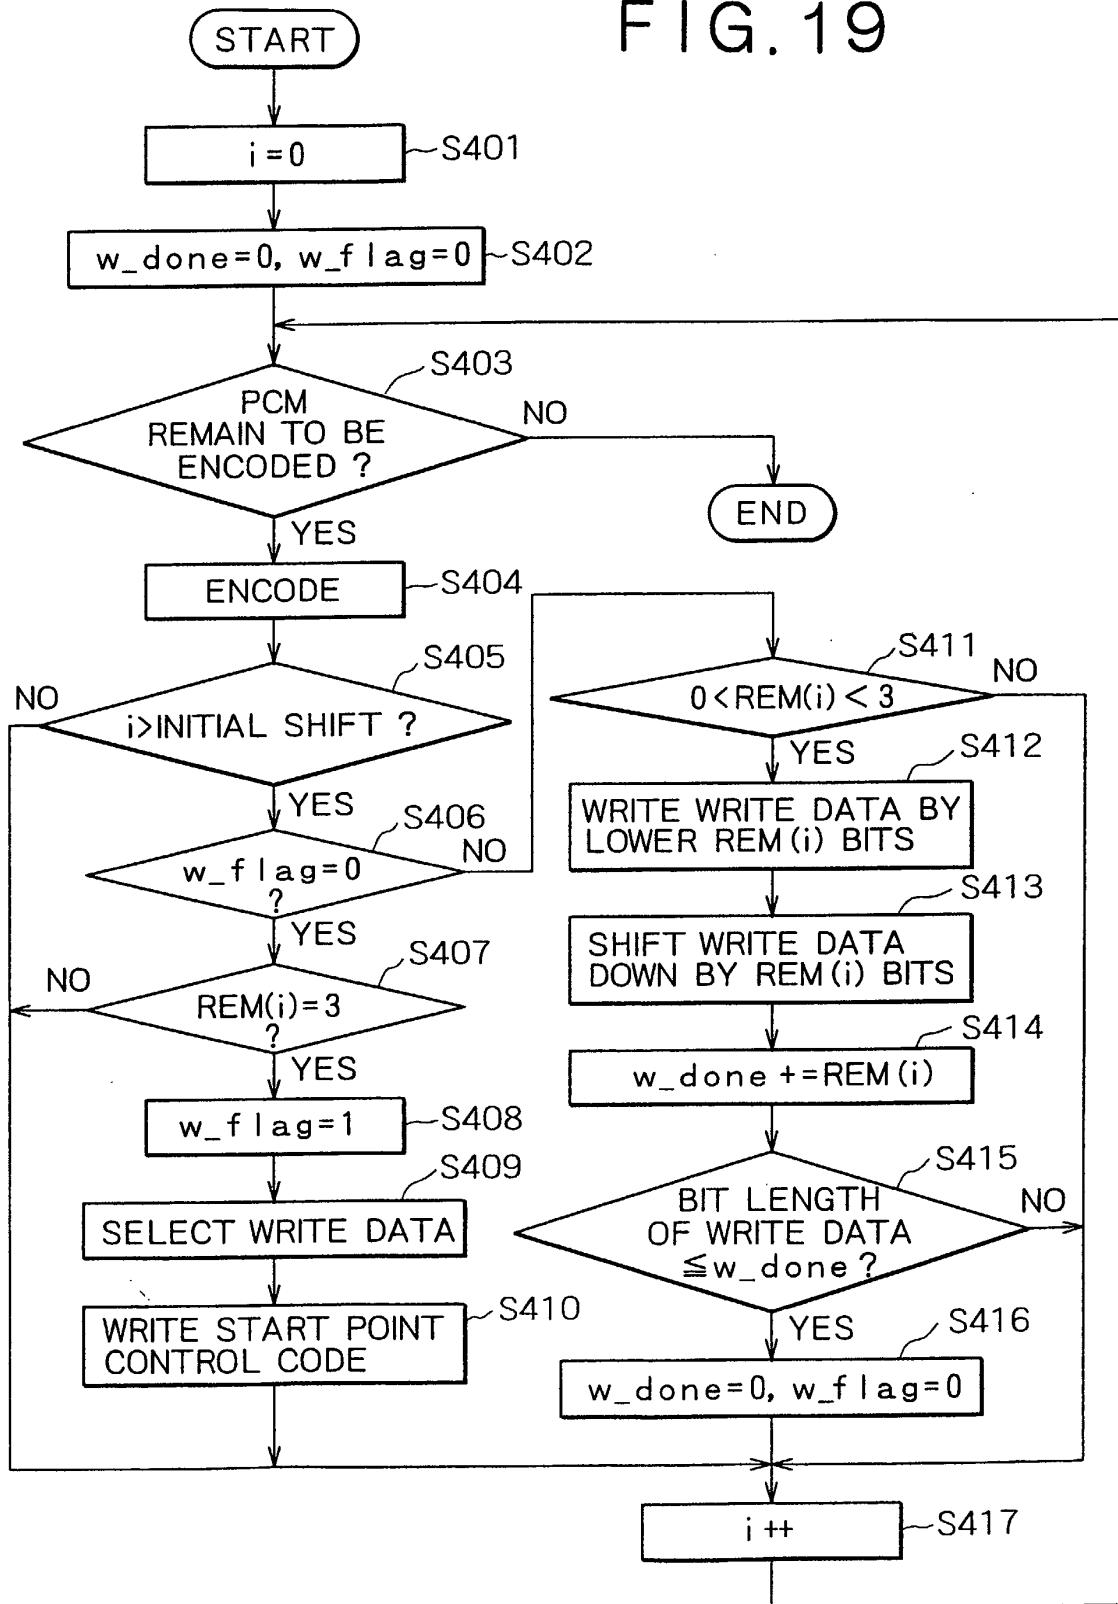 FIG.19
START
i=0
S401
w_done=0, w_flag=0
S402
S403
PCM
REMAIN TO BE
ENCODED ?
NO
END
YES
ENCODE
S404
S405
NO
i>INITIAL SHIFT ?
YES
S406
w_flag=0
?
NO
YES
S407
NO
REM(i)=3
?
YES
w_flag=1
S408
S409
SELECT WRITE DATA
S410
WRITE START POINT
CONTROL CODE
S411
0<REM(i)<3
NO
YES
S412
WRITE WRITE DATA BY
LOWER REM(i) BITS
S413
SHIFT WRITE DATA
DOWN BY REM(i) BITS
S414
w_done +=REM(i)
S415
BIT LENGTH
OF WRITE DATA
≦w_done ?
NO
YES
S416
w_done=0, w_flag=0
i ++
S417